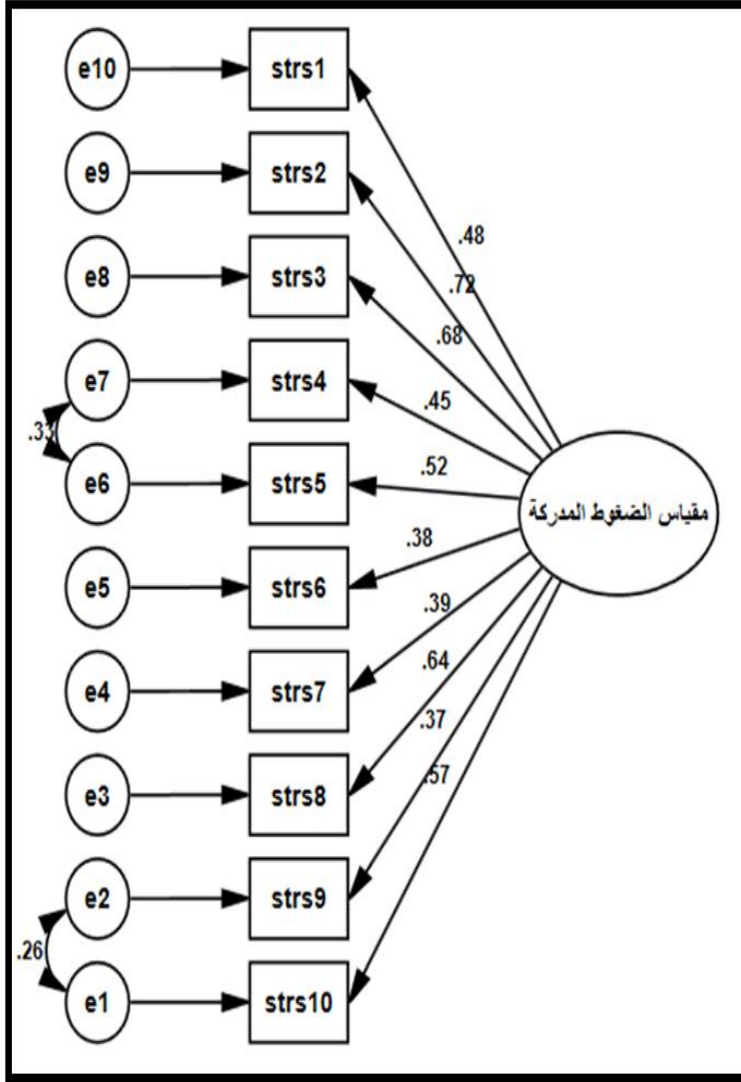 e10 strs1
e9 strs2
.48
e8 strs3
.72
.68
e7 strs4
.45
.33
.52
e6 strs5
مقياس الضغوط المدركة
.38
e5 strs6
.39
e4 strs7
.64
.37
.57
e3 strs8
e2 strs9
.26
e1 strs10